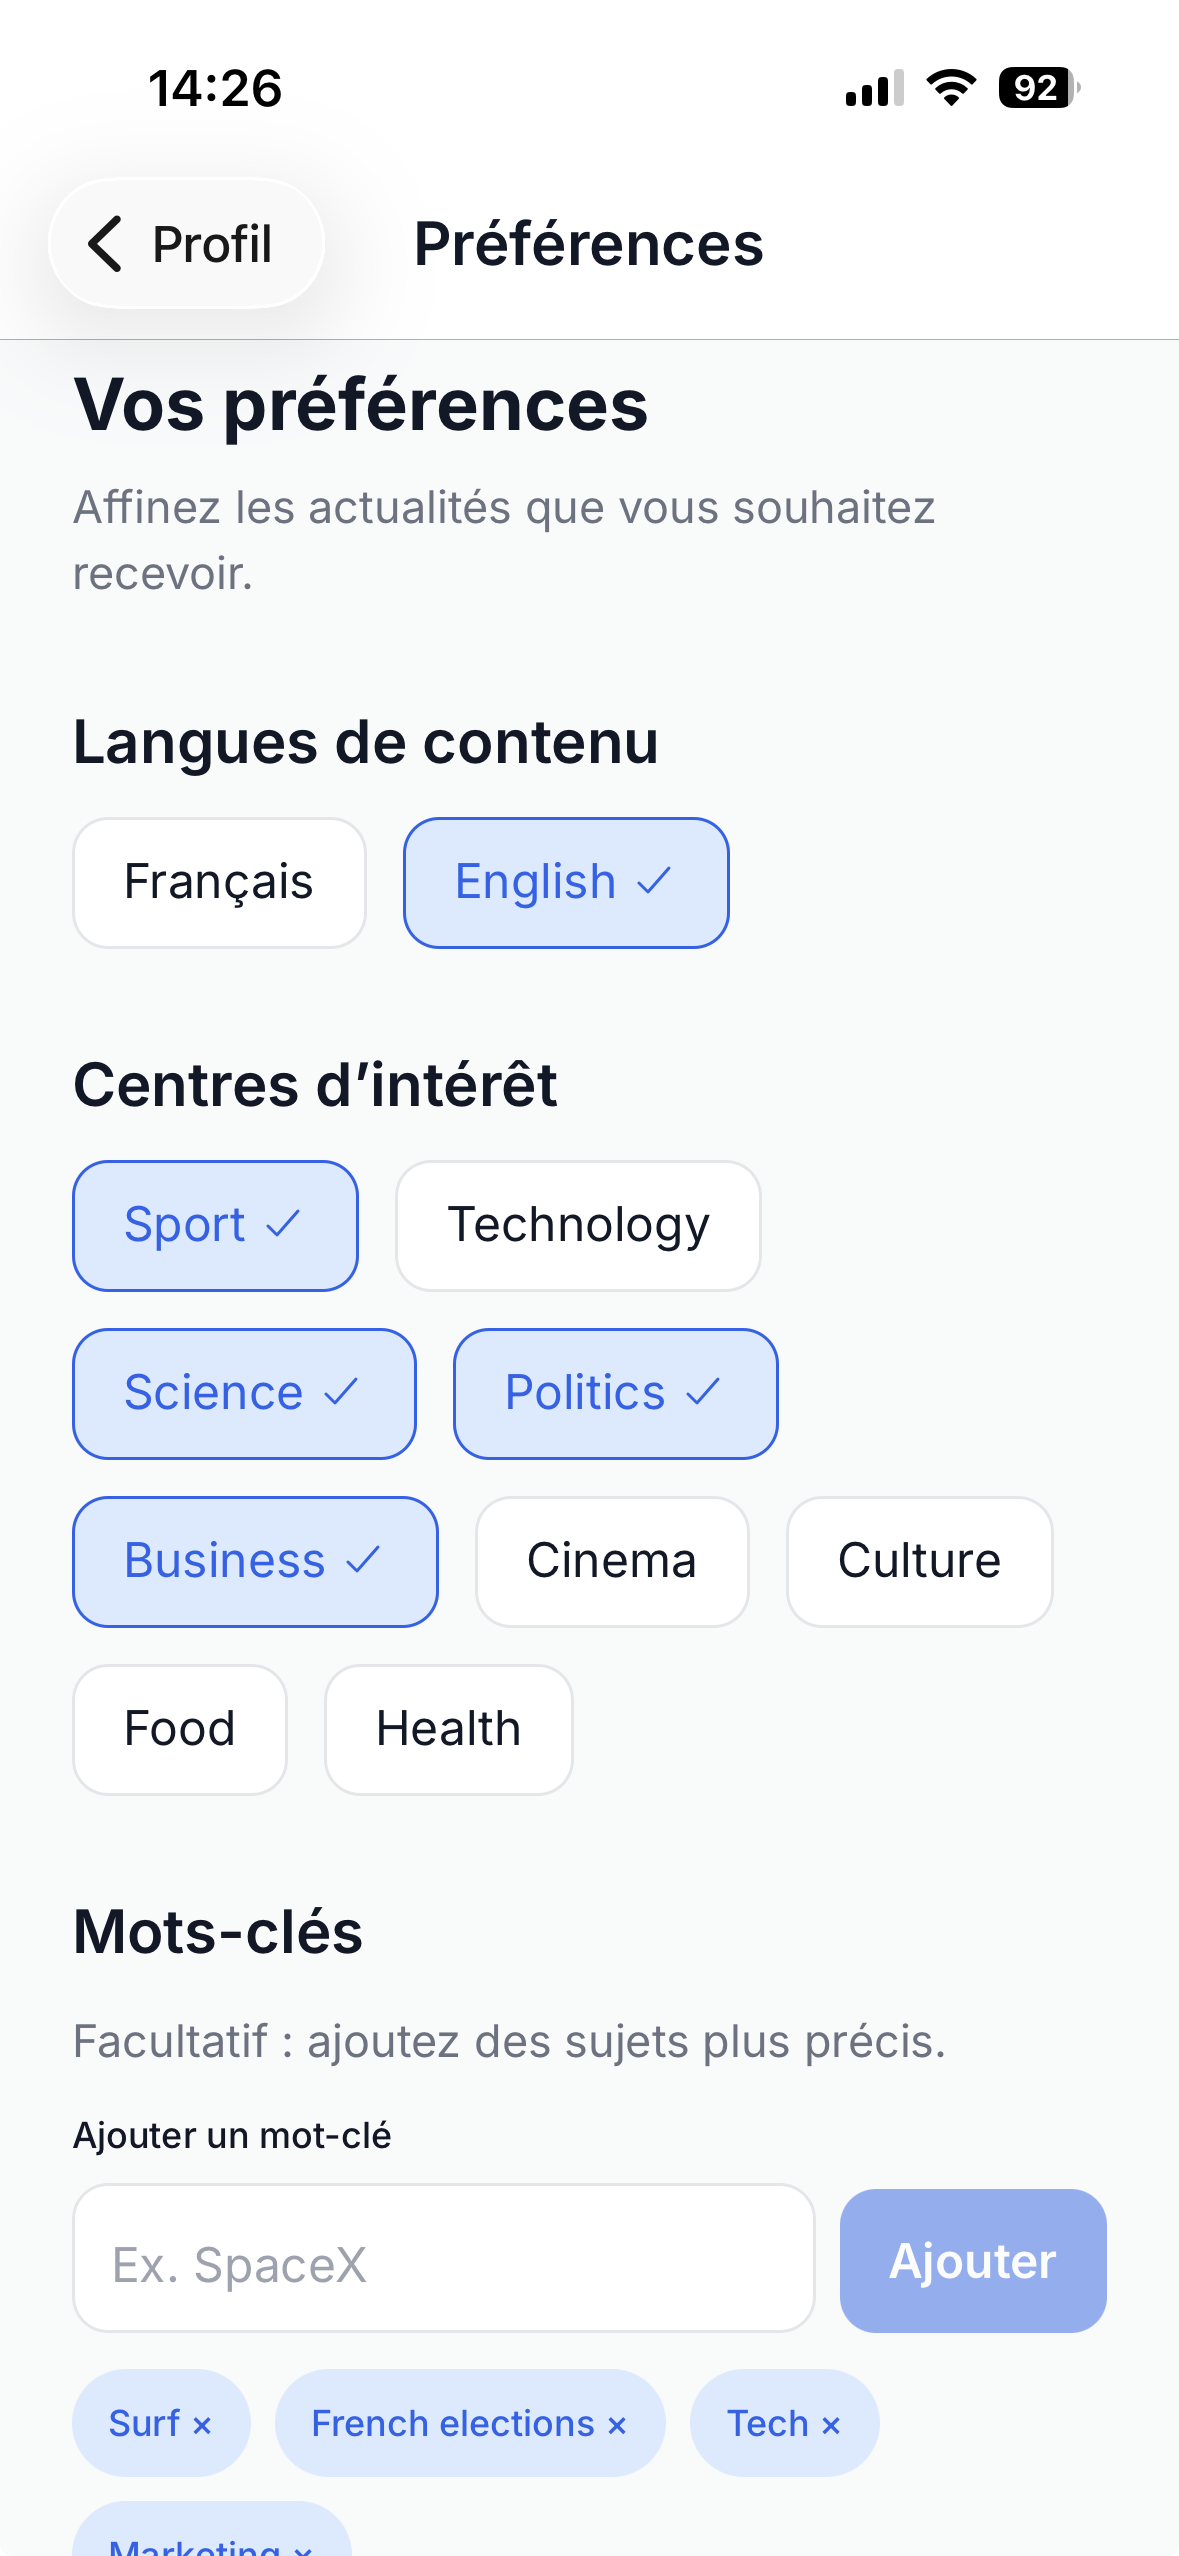 14:26
92
Profil
Préférences
Vos préférences
Affinez les actualités que vous souhaitez
recevoir.
Langues de contenu
Français
English ✓
Centres d’intérêt
Sport ✓
Technology
Science ✓
Politics ✓
Business ✓
Cinema
Culture
Food
Health
Mots-clés
Facultatif : ajoutez des sujets plus précis.
Ajouter un mot-clé
Ex. SpaceX
Ajouter
Surf ×
French elections ×
Tech ×
Marketing ×